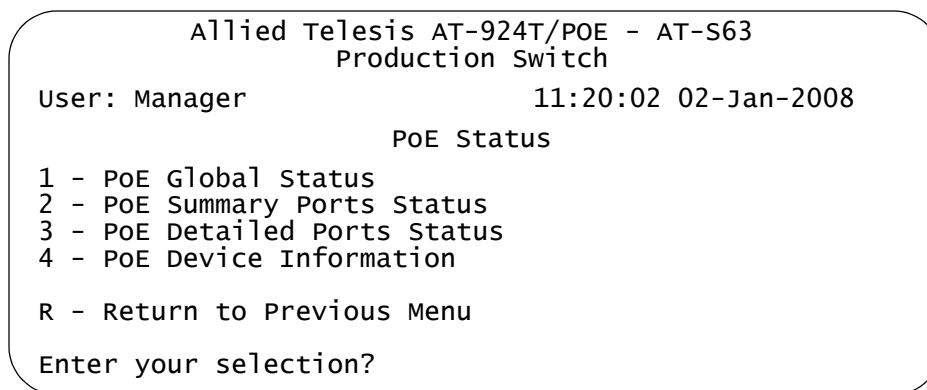 Allied Telesis AT-924T/POE - AT-S63
Production Switch
User: Manager 11:20:02 02-Jan-2008
PoE Status
1 - PoE Global Status
2 - PoE Summary Ports Status
3 - PoE Detailed Ports Status
4 - PoE Device Information
R - Return to Previous Menu
Enter your selection?